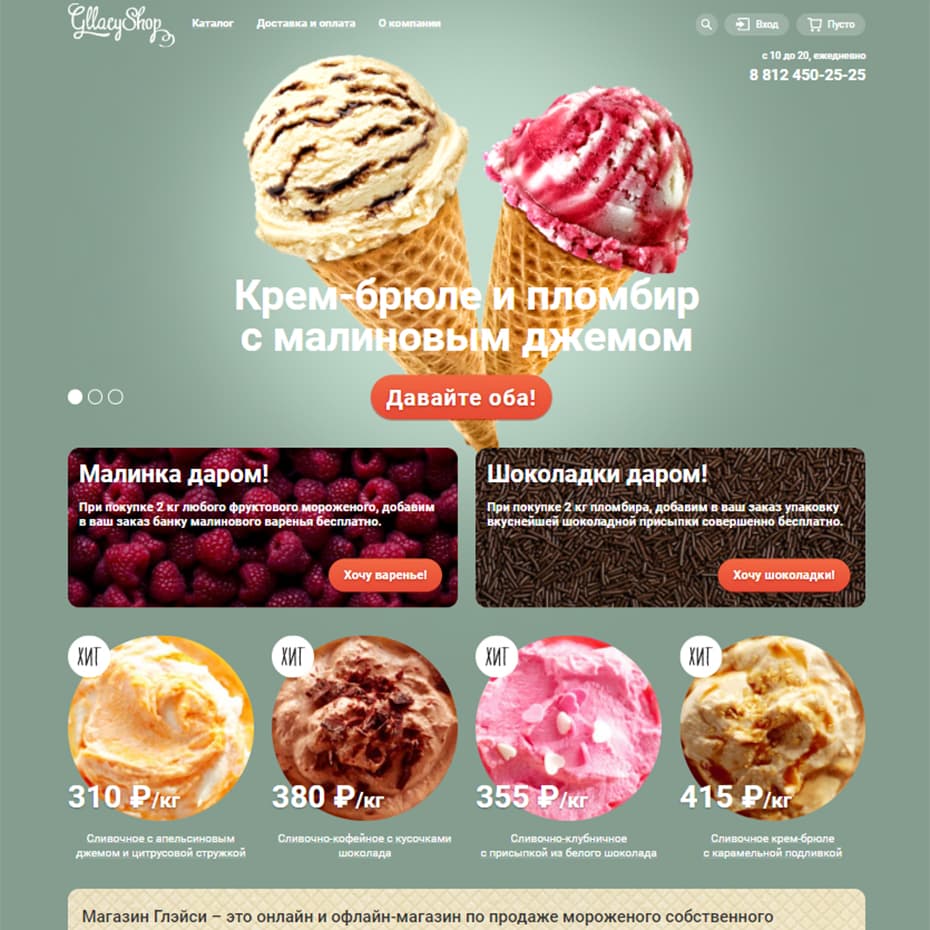 GllacyShop
Каталог
Доставка и оплата
О компании
Вход
Пусто
с 10 до 20, ежедневно
8 812 450-25-25
Крем-брюле и пломбир
с малиновым джемом
Давайте оба!
Малинка даром!
При покупке 2 кг любого фруктового мороженого, добавим
в ваш заказ банку малинового варенья бесплатно.
Хочу варенье!
Шоколадки даром!
При покупке 2 кг пломбира, добавим в ваш заказ упаковку
вкуснейшей шоколадной присыпки совершенно бесплатно.
Хочу шоколадки!
ХИТ
310 ₽/кг
Сливочное с апельсиновым
джемом и цитрусовой стружкой
ХИТ
380 ₽/кг
Сливочно-кофейное с кусочками
шоколада
ХИТ
355 ₽/кг
Сливочно-клубничное
с присыпкой из белого шоколада
ХИТ
415 ₽/кг
Сливочное крем-брюле
с карамельной подливкой
Магазин Глэйси – это онлайн и офлайн-магазин по продаже мороженого собственного